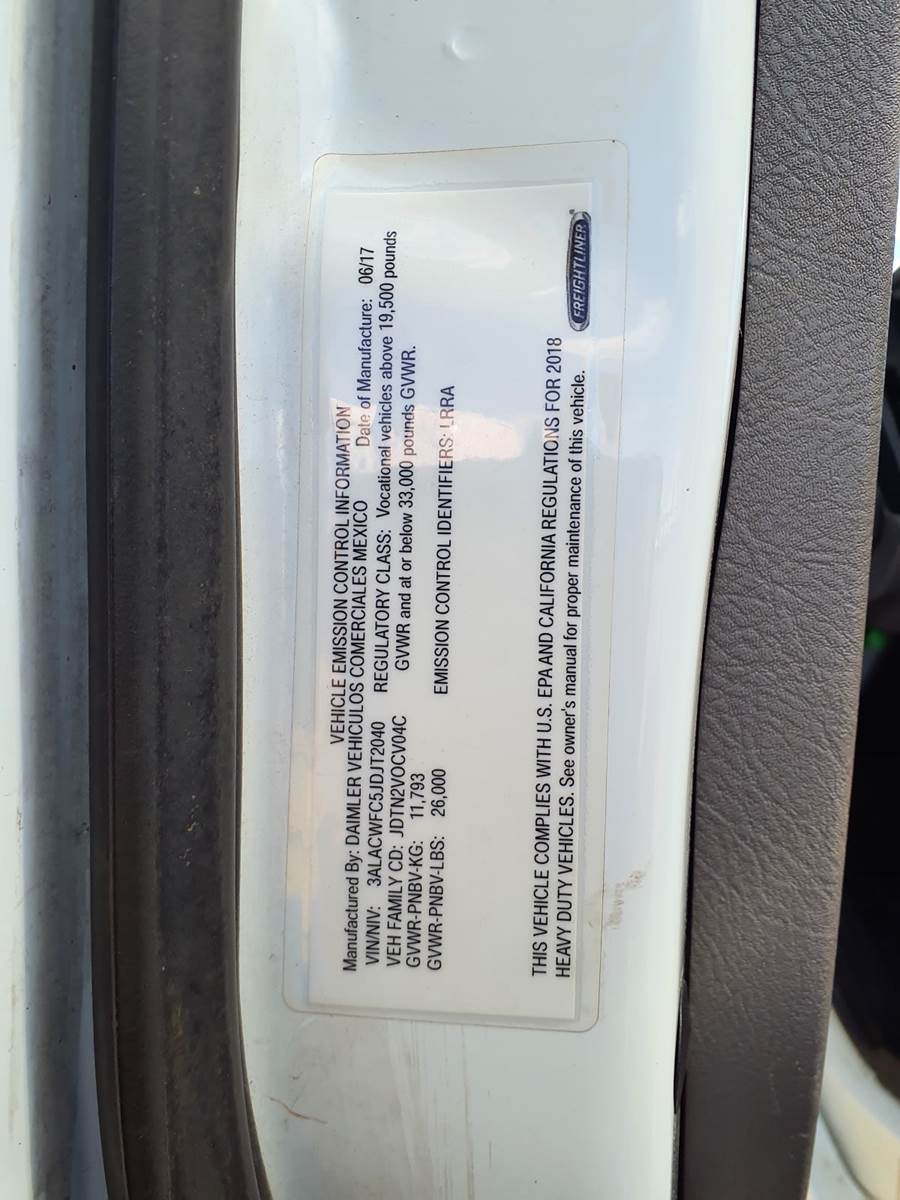 VEHICLE EMISSION CONTROL INFORMATION
Manufactured By: DAIMLER VEHICULOS COMERCIALES MEXICO Date of Manufacture: 06/17
VIN/NIV: 3ALACWFC5JDJT2040 REGULATORY CLASS: Vocational vehicles above 19,500 pounds
VEH FAMILY CD: JDTN2VOCV04C GVWR and at or below 33,000 pounds GVWR.
GVWR-PNBV-KG: 11,793
GVWR-PNBV-LBS: 26,000 EMISSION CONTROL IDENTIFIERS: LRRA
THIS VEHICLE COMPLIES WITH U.S. EPA AND CALIFORNIA REGULATIONS FOR 2018
HEAVY DUTY VEHICLES. See owner's manual for proper maintenance of this vehicle.
FREIGHTLINER